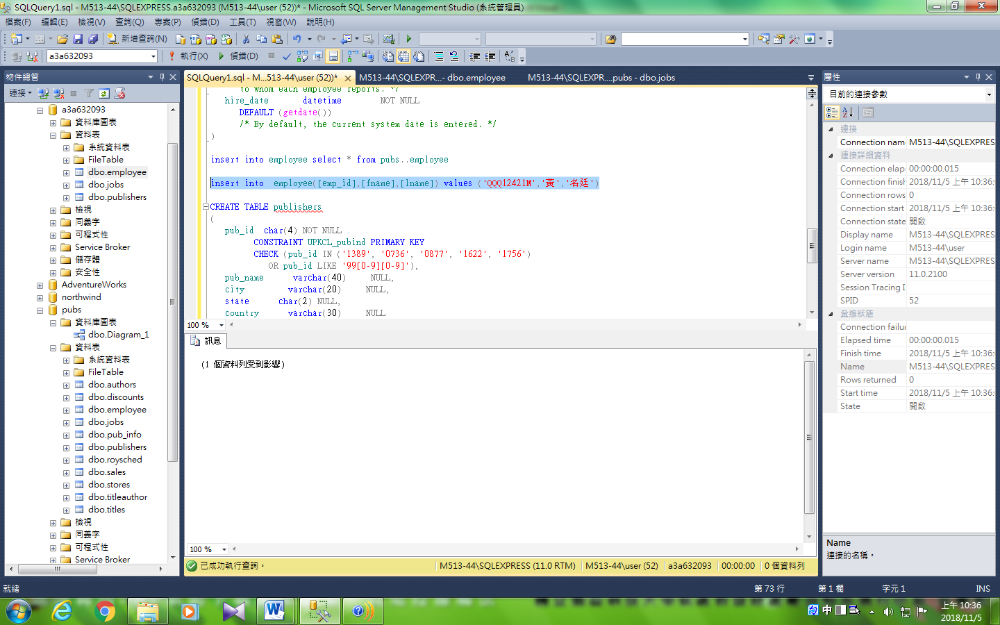 SQLQuery1.sql - M513-44\SQLEXPRESS.a3a632093 (M513-44\user (52))* - Microsoft SQL Server Management Studio (系統管理員)
檔案(F) 編輯(E) 檢視(V) 查詢(Q) 專案(P) 偵錯(D) 工具(T) 視窗(W) 說明(H)
新增查詢(N)
a3a632093 執行(X) 偵錯(D)
物件總管
連接
a3a632093
資料庫圖表
資料表
系統資料表
FileTable
dbo.employee
dbo.jobs
dbo.publishers
檢視
同義字
可程式性
Service Broker
儲存體
安全性
AdventureWorks
northwind
pubs
資料庫圖表
dbo.Diagram_1
資料表
系統資料表
FileTable
dbo.authors
dbo.discounts
dbo.employee
dbo.jobs
dbo.pub_info
dbo.publishers
dbo.roysched
dbo.sales
dbo.stores
dbo.titleauthor
dbo.titles
檢視
同義字
可程式性
Service Broker
SQLQuery1.sql - M...513-44\user (52))* M513-44\SQLEXPR...- dbo.employee M513-44\SQLEXPR....pubs - dbo.jobs
to whom each employee reports. */
hire_date datetime NOT NULL
DEFAULT (getdate())
/* By default, the current system date is entered. */
)
insert into employee select * from pubs..employee
insert into employee([emp_id],[fname],[lname]) values ('QQQ12421M','黃','名廷')
CREATE TABLE publishers
(
pub_id char(4) NOT NULL
CONSTRAINT UPKCL_pubind PRIMARY KEY
CHECK (pub_id IN ('1389', '0736', '0877', '1622', '1756')
OR pub_id LIKE '99[0-9][0-9]'),
pub_name varchar(40) NULL,
city varchar(20) NULL,
state char(2) NULL,
country varchar(30) NULL
100 %
訊息
(1 個資料列受到影響)
100 %
已成功執行查詢。 M513-44\SQLEXPRESS (11.0 RTM) M513-44\user (52) a3a632093 00:00:00 0 個資料列
屬性
目前的連接參數
連接
Connection nam M513-44\SQLEXPRES
連接詳細資料
Connection elap 00:00:00.015
Connection finish 2018/11/5 上午 10:36:
Connection rows 0
Connection start 2018/11/5 上午 10:36:
Connection state 開啟
Display name M513-44\SQLEXPRES
Login name M513-44\user
Server name M513-44\SQLEXPRES
Server version 11.0.2100
Session Tracing I
SPID 52
彙總狀態
Connection failur
Elapsed time 00:00:00.015
Finish time 2018/11/5 上午 10:36:
Name M513-44\SQLEXPRES
Rows returned 0
Start time 2018/11/5 上午 10:36:
State 開啟
Name
連接的名稱。
就緒 第 73 行 第 1 欄 字元 1 INS
中
上午 10:36
2018/11/5